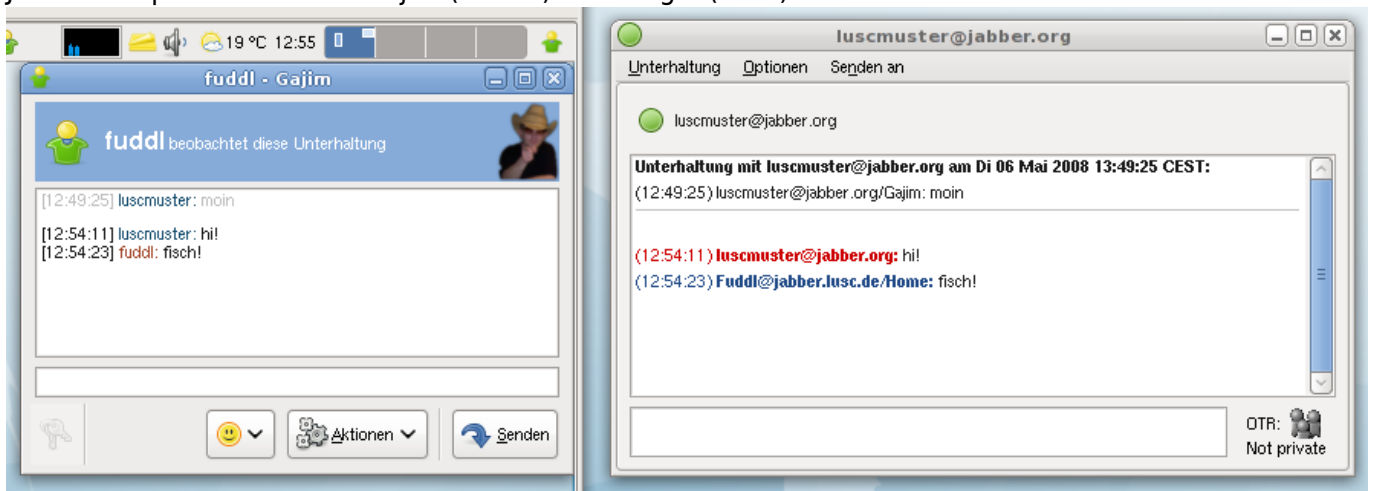 19 °C 12:55
fuddl - Gajim
fuddl beobachtet diese Unterhaltung
[12:49:25] luscmuster: moin
[12:54:11] luscmuster: hi!
[12:54:23] fuddl: fisch!
Aktionen
Senden
luscmuster@jabber.org
Unterhaltung Optionen Senden an
luscmuster@jabber.org
Unterhaltung mit luscmuster@jabber.org am Di 06 Mai 2008 13:49:25 CEST:
(12:49:25) luscmuster@jabber.org/Gajim: moin
(12:54:11) luscmuster@jabber.org: hi!
(12:54:23) Fuddl@jabber.lusc.de/Home: fisch!
OTR:
Not private